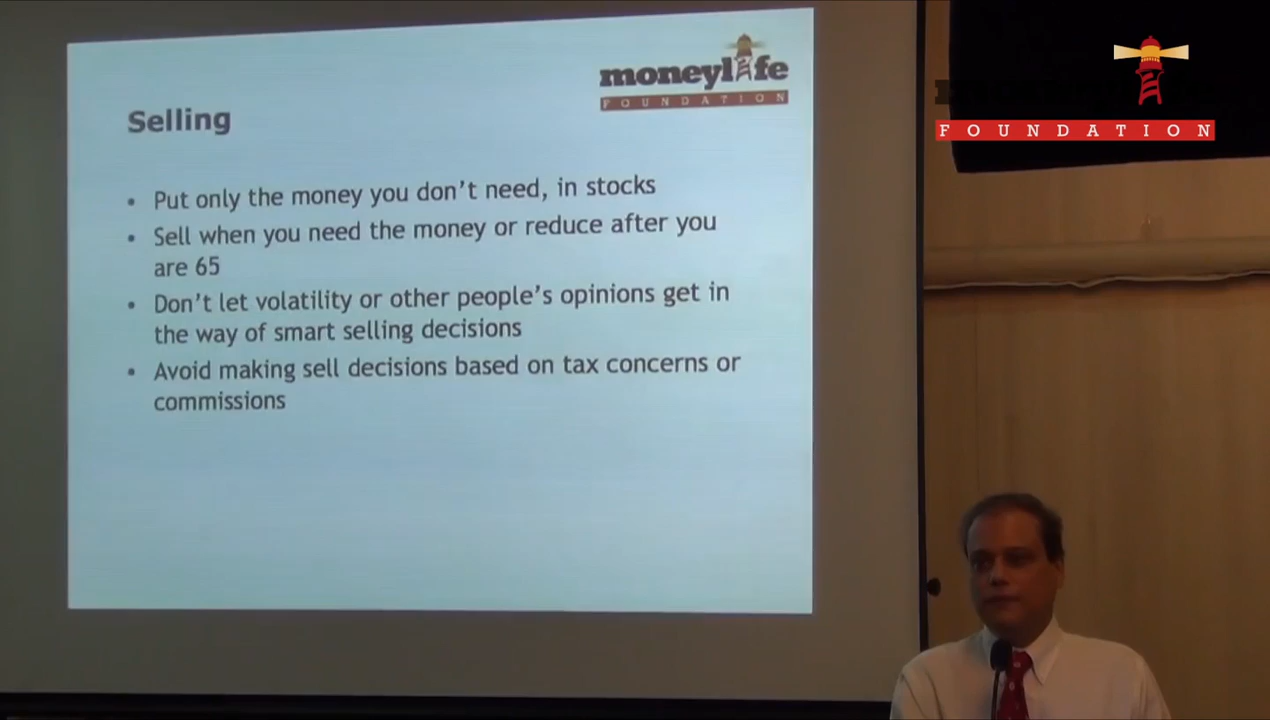 moneylife
FOUNDATION
Selling
• Put only the money you don't need, in stocks
• Sell when you need the money or reduce after you
are 65
• Don't let volatility or other people's opinions get in
the way of smart selling decisions
• Avoid making sell decisions based on tax concerns or
commissions
FOUNDATION